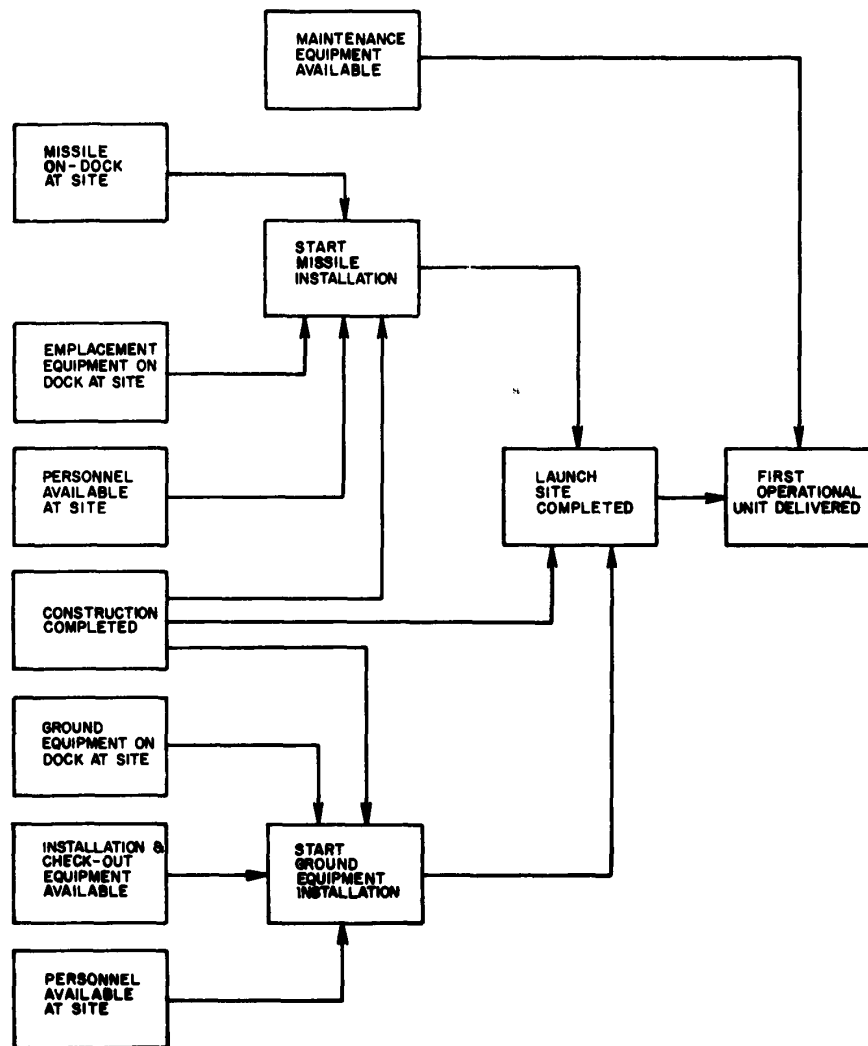 MAINTENANCE
EQUIPMENT
AVAILABLE
MISSILE
ON-DOCK
AT SITE
START
MISSILE
INSTALLATION
EMPLACEMENT
EQUIPMENT ON
DOCK AT SITE
PERSONNEL
AVAILABLE
AT SITE
LAUNCH
SITE
COMPLETED
FIRST
OPERATIONAL
UNIT DELIVERED
CONSTRUCTION
COMPLETED
GROUND
EQUIPMENT ON
DOCK AT SITE
INSTALLATION &
CHECK-OUT
EQUIPMENT
AVAILABLE
START
GROUND
EQUIPMENT
INSTALLATION
PERSONNEL
AVAILABLE
AT SITE